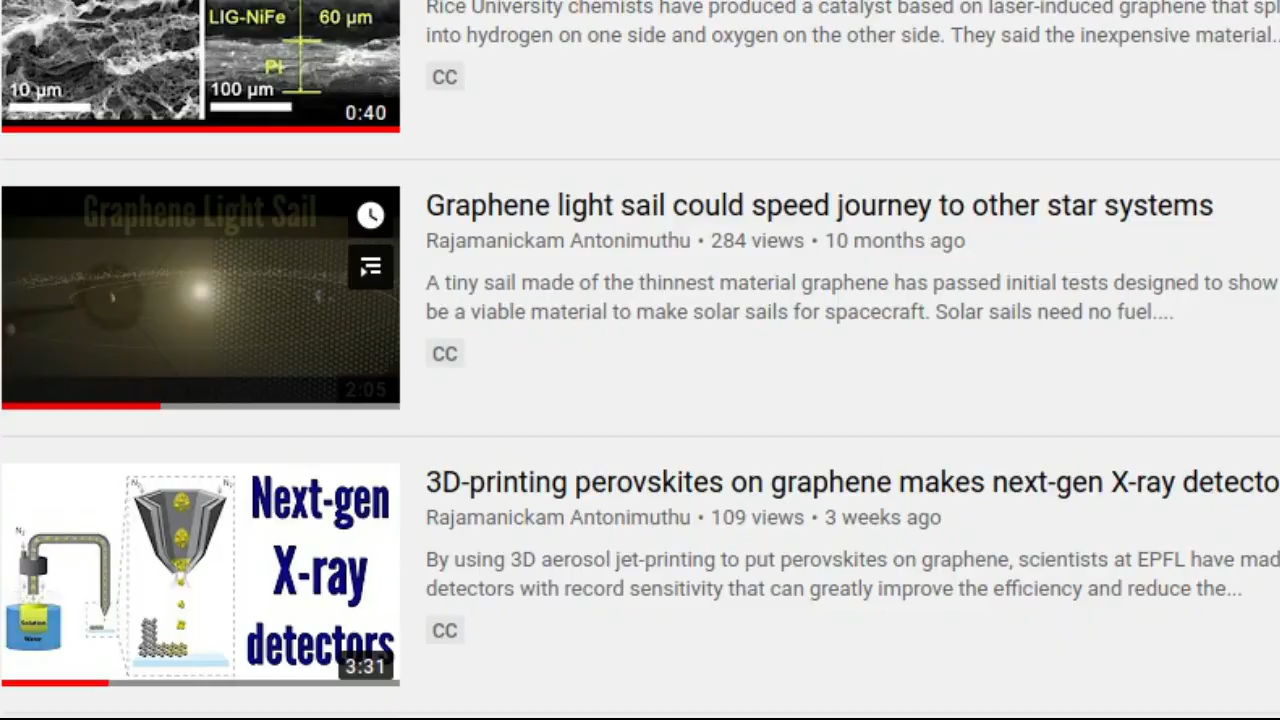 LIG-NiFe
60 µm
PI
10 µm
100 µm
0:40
Rice University chemists have produced a catalyst based on laser-induced graphene that spl
into hydrogen on one side and oxygen on the other side. They said the inexpensive material...
CC
Graphene Light Sail
2:05
Graphene light sail could speed journey to other star systems
Rajamanickam Antonimuthu • 284 views • 10 months ago
A tiny sail made of the thinnest material graphene has passed initial tests designed to show
be a viable material to make solar sails for spacecraft. Solar sails need no fuel....
CC
N₂
N₂
N₂
Solution
Water
Next-gen
X-ray
detectors
3:31
3D-printing perovskites on graphene makes next-gen X-ray detecto
Rajamanickam Antonimuthu • 109 views • 3 weeks ago
By using 3D aerosol jet-printing to put perovskites on graphene, scientists at EPFL have mad
detectors with record sensitivity that can greatly improve the efficiency and reduce the...
CC